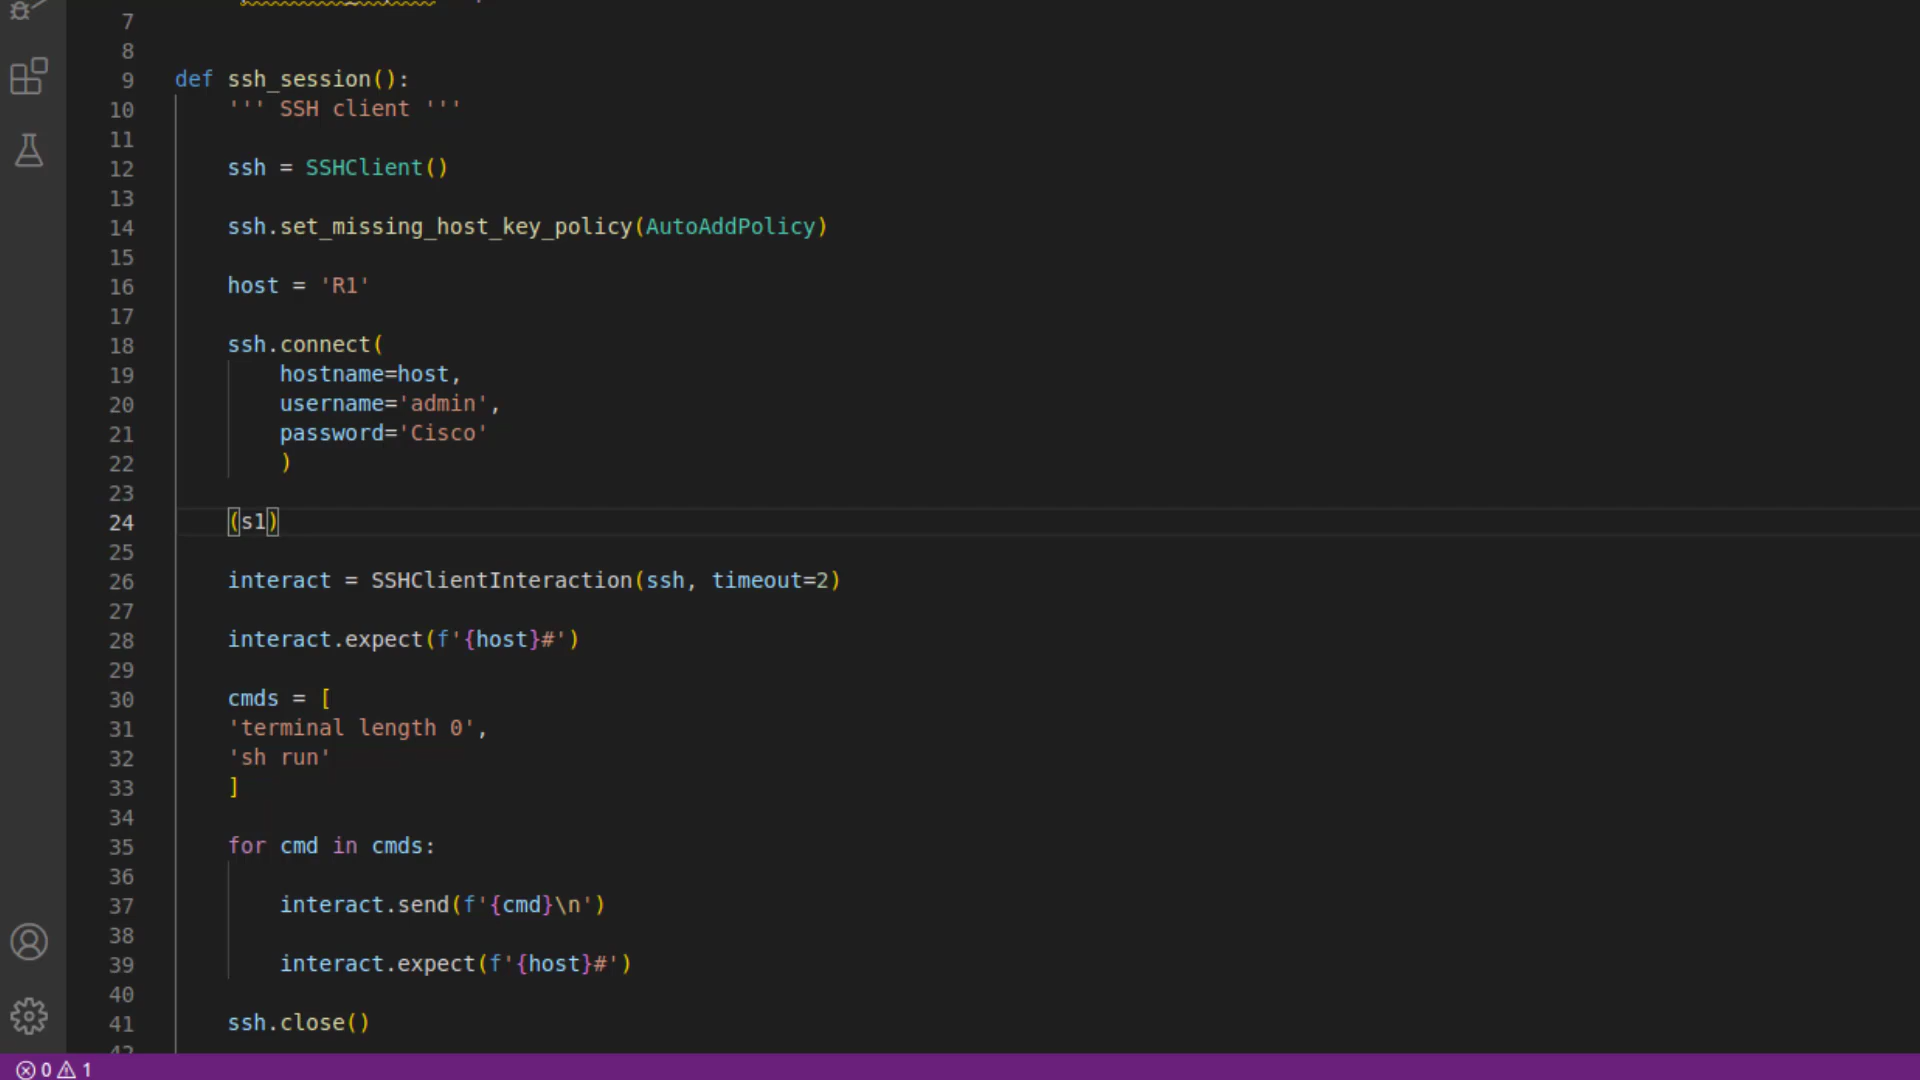 7
8
9 def ssh_session():
10 ''' SSH client '''
11
12 ssh = SSHClient()
13
14 ssh.set_missing_host_key_policy(AutoAddPolicy)
15
16 host = 'R1'
17
18 ssh.connect(
19 hostname=host,
20 username='admin',
21 password='Cisco'
22 )
23
24 (s1)
25
26 interact = SSHClientInteraction(ssh, timeout=2)
27
28 interact.expect(f'{host}#')
29
30 cmds = [
31 'terminal length 0',
32 'sh run'
33 ]
34
35 for cmd in cmds:
36
37 interact.send(f'{cmd}\n')
38
39 interact.expect(f'{host}#')
40
41 ssh.close()
42
0 1